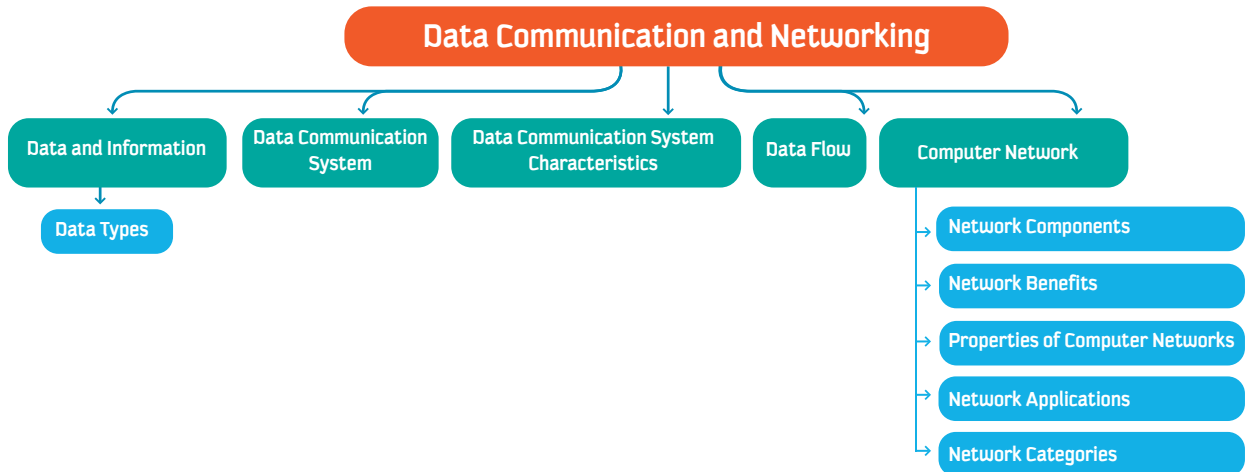 Data Communication and Networking
Data and Information
Data Communication
System
Data Communication System
Characteristics
Data Flow
Computer Network
Data Types
Network Components
Network Benefits
Properties of Computer Networks
Network Applications
Network Categories